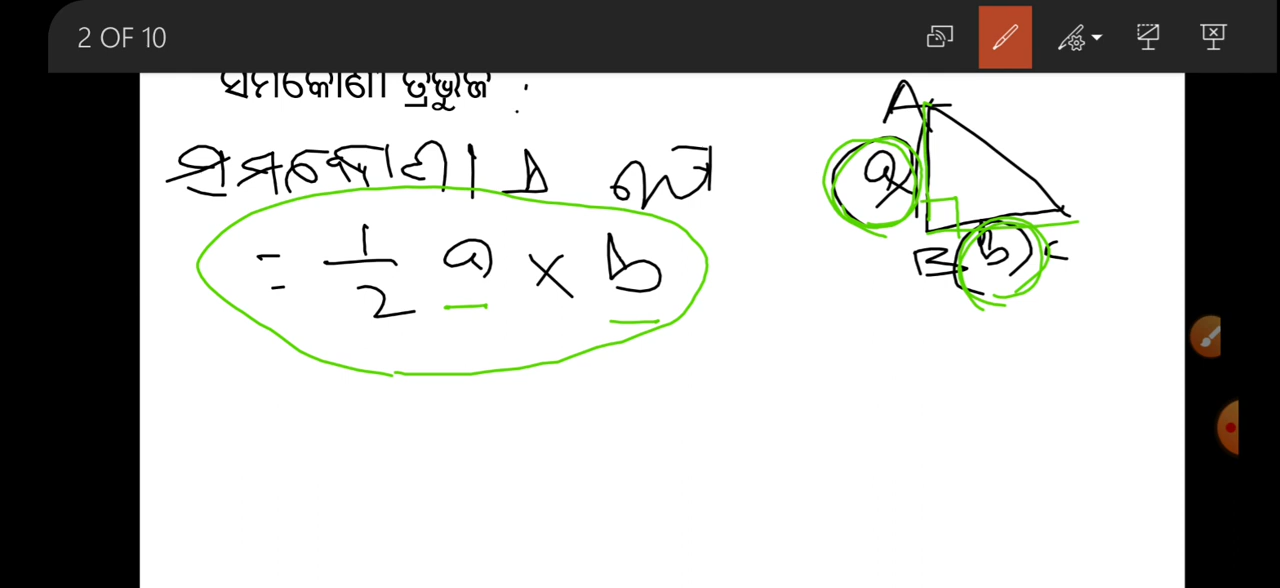 2 OF 10
ସମକୋଣୀ ତ୍ରିଭୁଜ :
A
ସମକୋଣୀ Δ a
= 1/2 a × b
B b C